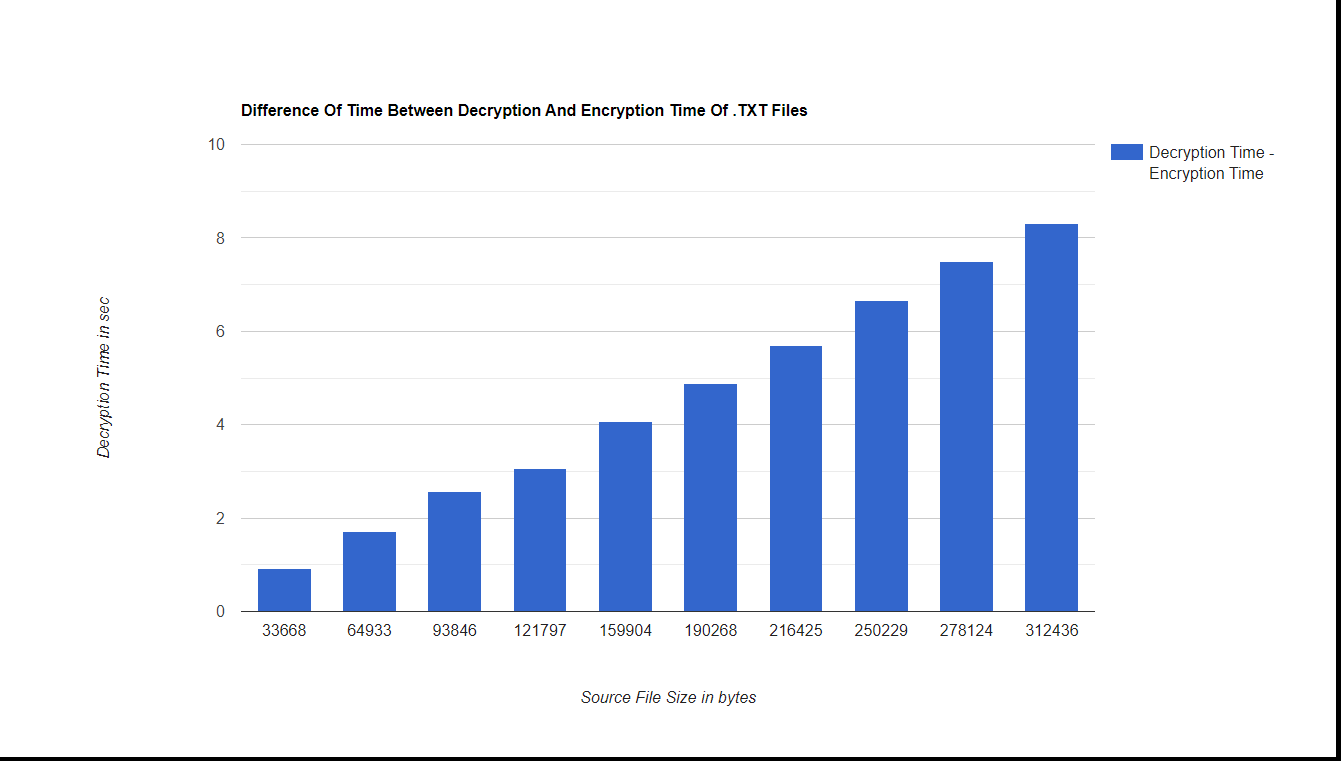 Difference Of Time Between Decryption And Encryption Time Of .TXT Files
10
8
6
4
2
0
Decryption Time -
Encryption Time
Decryption Time in sec
33668 64933 93846 121797 159904 190268 216425 250229 278124 312436
Source File Size in bytes